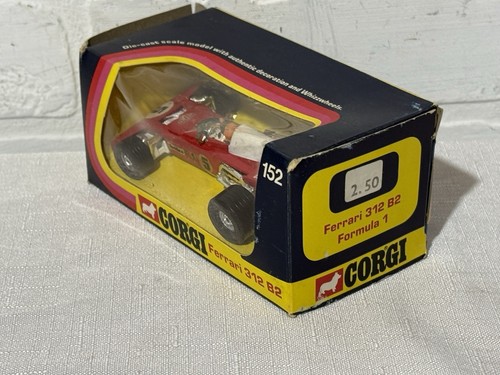 Die-cast scale model with authentic decoration and Whizzwheels.
152
CORGI
Ferrari 312 B2
2.50
Ferrari 312 B2
Formula 1
CORGI